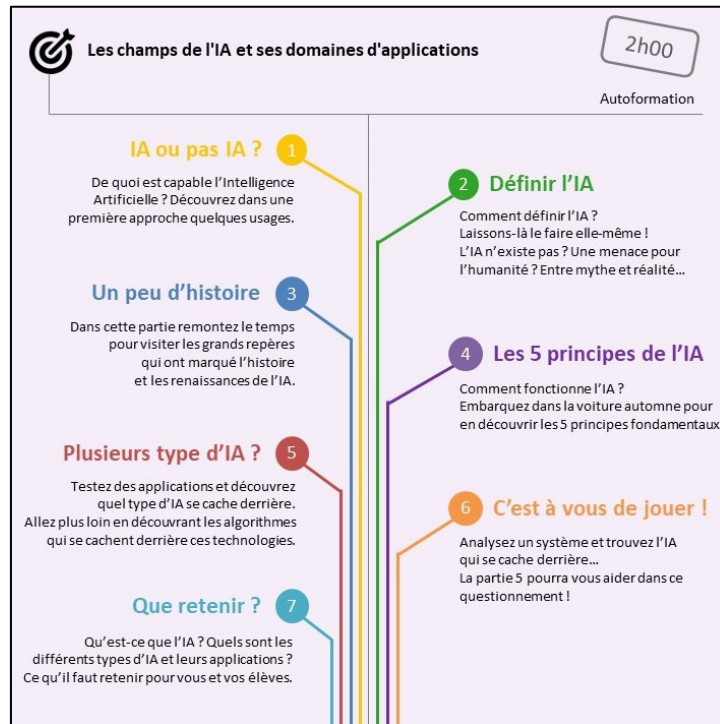 Les champs de l'IA et ses domaines d'applications
2h00
Autoformation
IA ou pas IA ? 1
De quoi est capable l'Intelligence
Artificielle ? Découvrez dans une
première approche quelques usages.
2 Définir l'IA
Comment définir l'IA ?
Laissons-là le faire elle-même !
L'IA n'existe pas ? Une menace pour
l'humanité ? Entre mythe et réalité…
Un peu d'histoire 3
Dans cette partie remontez le temps
pour visiter les grands repères
qui ont marqué l'histoire
et les renaissances de l'IA.
4 Les 5 principes de l'IA
Comment fonctionne l'IA ?
Embarquez dans la voiture automne pour
en découvrir les 5 principes fondamentaux
Plusieurs type d'IA ? 5
Testez des applications et découvrez
quel type d'IA se cache derrière.
Allez plus loin en découvrant les algorithmes
qui se cachent derrière ces technologies.
6 C'est à vous de jouer !
Analysez un système et trouvez l'IA
qui se cache derrière…
La partie 5 pourra vous aider dans ce
questionnement !
Que retenir ? 7
Qu'est-ce que l'IA ? Quels sont les
différents types d'IA et leurs applications ?
Ce qu'il faut retenir pour vous et vos élèves.